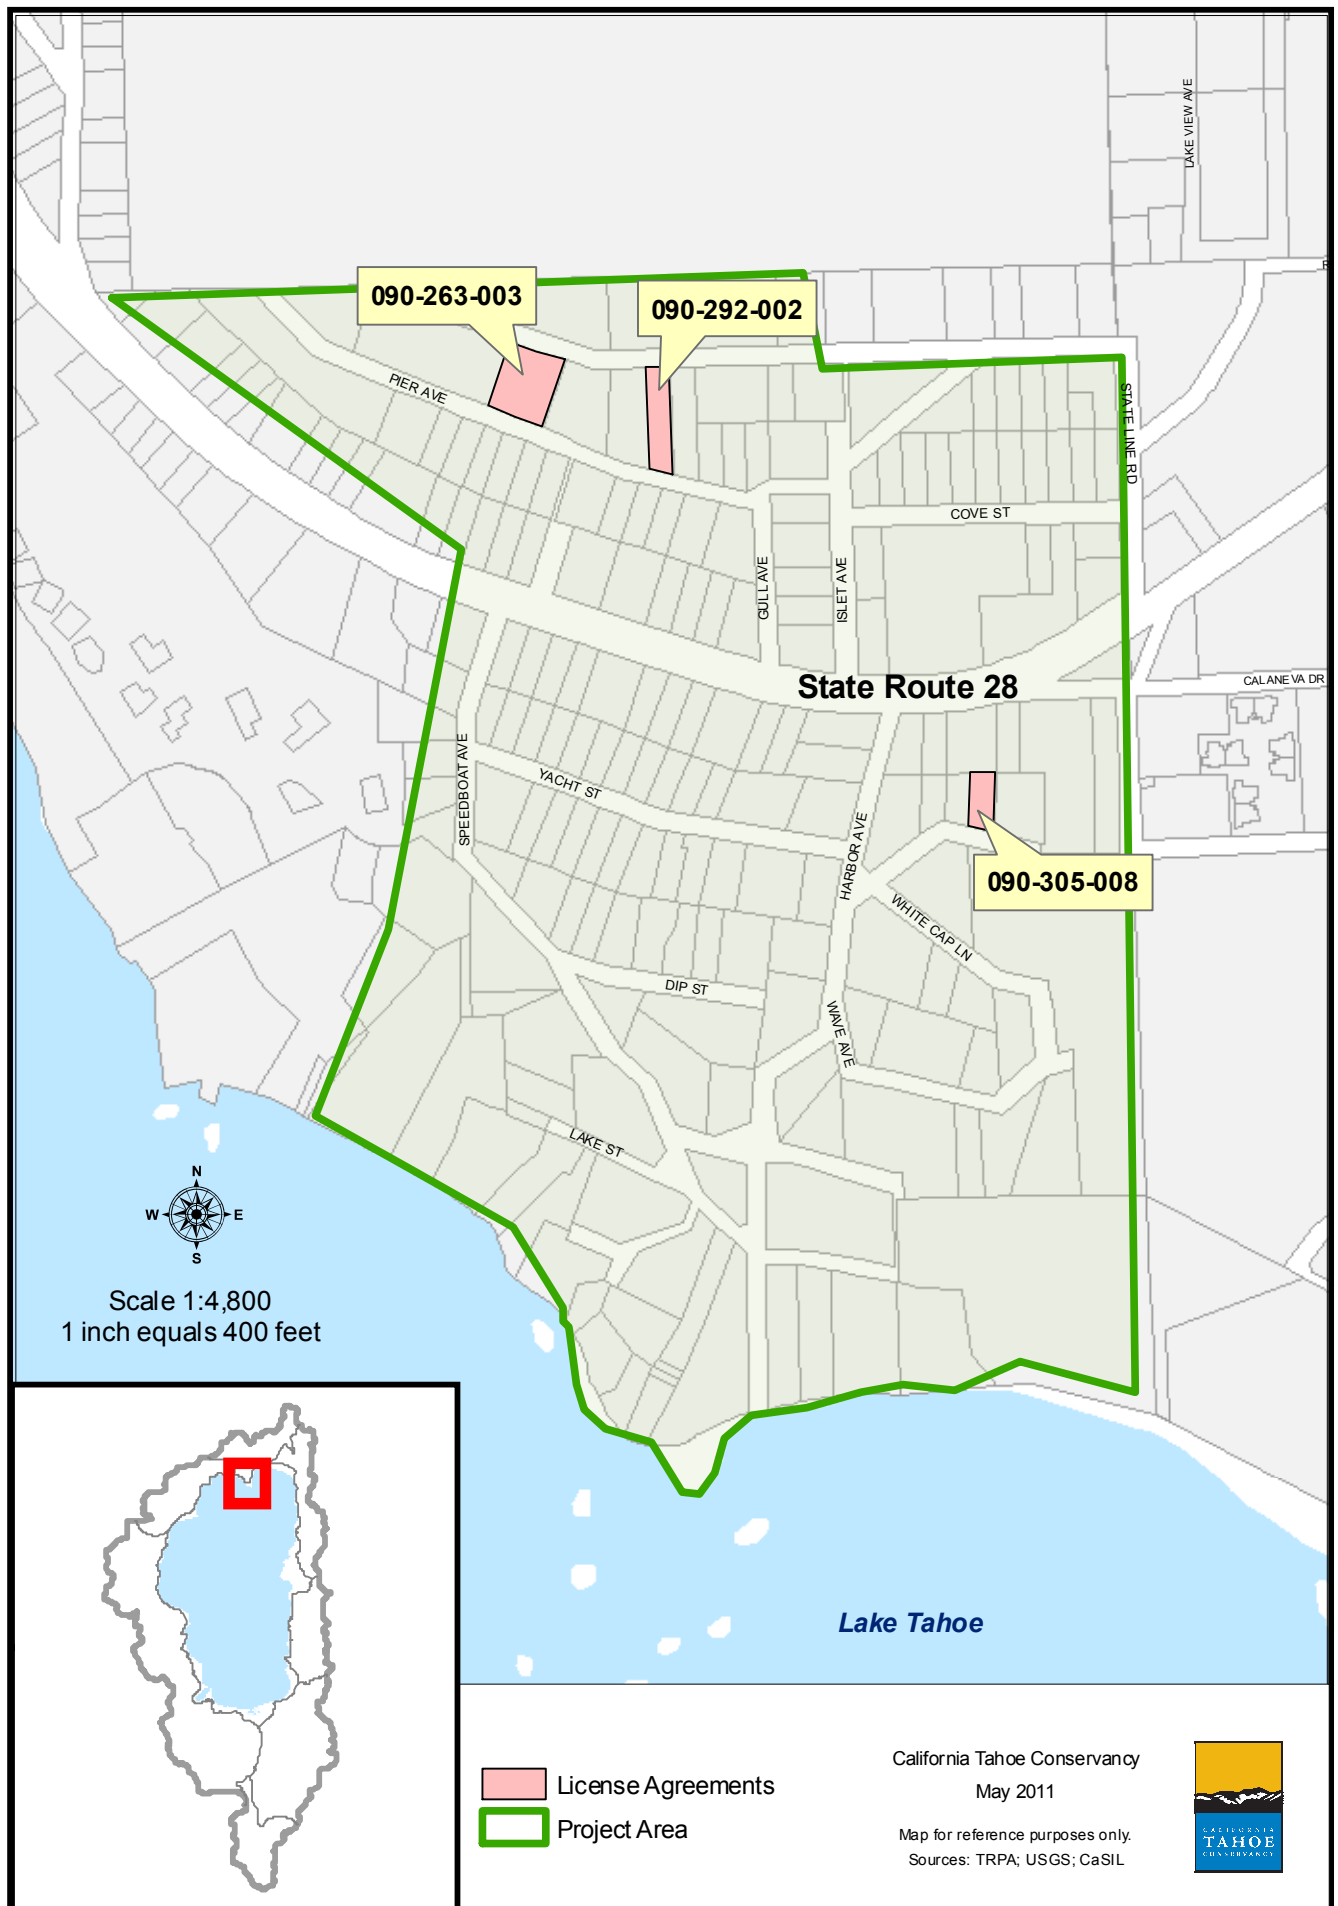 LAKE VIEW AVE
090-263-003
090-292-002
PIER AVE
STATE LINE RD
COVE ST
GULL AVE
ISLET AVE
State Route 28
CALANEVA DR
SPEEDBOAT AVE
YACHT ST
HARBOR AVE
090-305-008
WHITE CAP LN
DIP ST
WAVE AVE
LAKE ST
N
W E
S
Scale 1:4,800
1 inch equals 400 feet
Lake Tahoe
License Agreements
Project Area
California Tahoe Conservancy
May 2011
Map for reference purposes only.
Sources: TRPA; USGS; CaSIL
CALIFORNIA
TAHOE
CONSERVANCY